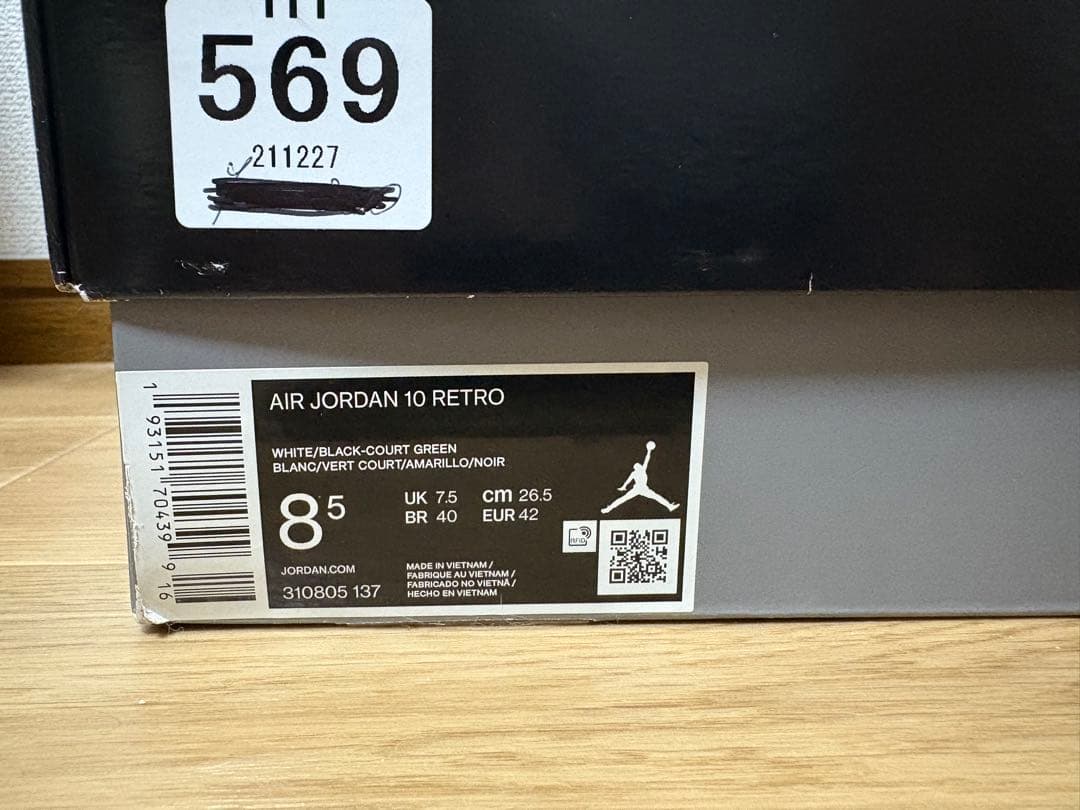 569
211227
AIR JORDAN 10 RETRO
WHITE/BLACK-COURT GREEN
BLANC/VERT COURT/AMARILLO/NOIR
8.5
UK 7.5 cm 26.5
BR 40 EUR 42
RFID
JORDAN.COM
310805 137
MADE IN VIETNAM /
FABRIQUE AU VIETNAM /
FABRICADO NO VIETNÃ /
HECHO EN VIETNAM
1 93151 70439 9 16